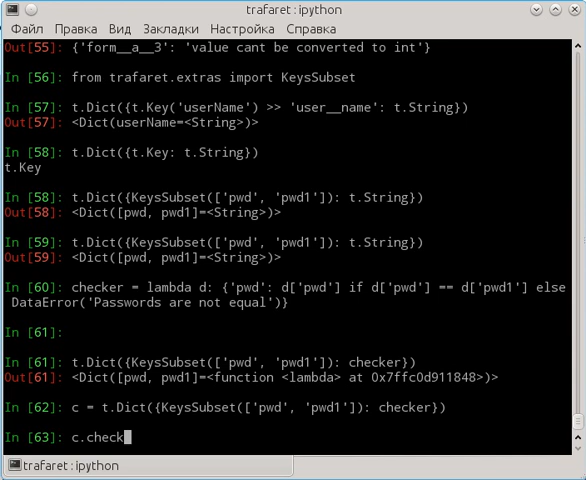 trafaret : ipython
Файл Правка Вид Закладки Настройка Справка
Out[55]: {'form__a__3': 'value cant be converted to int'}
In [56]: from trafaret.extras import KeysSubset
In [57]: t.Dict({t.Key('userName') >> 'user__name': t.String})
Out[57]: <Dict(userName=<String>)>
In [58]: t.Dict({t.Key: t.String})
t.Key
In [58]: t.Dict({KeysSubset(['pwd', 'pwd1']): t.String})
Out[58]: <Dict([pwd, pwd1]=<String>)>
In [59]: t.Dict({KeysSubset(['pwd', 'pwd1']): t.String})
Out[59]: <Dict([pwd, pwd1]=<String>)>
In [60]: checker = lambda d: {'pwd': d['pwd'] if d['pwd'] == d['pwd1'] else
DataError('Passwords are not equal')}
In [61]:
In [61]: t.Dict({KeysSubset(['pwd', 'pwd1']): checker})
Out[61]: <Dict([pwd, pwd1]=<function <lambda> at 0x7ffc0d911848>)>
In [62]: c = t.Dict({KeysSubset(['pwd', 'pwd1']): checker})
In [63]: c.check
trafaret : ipython